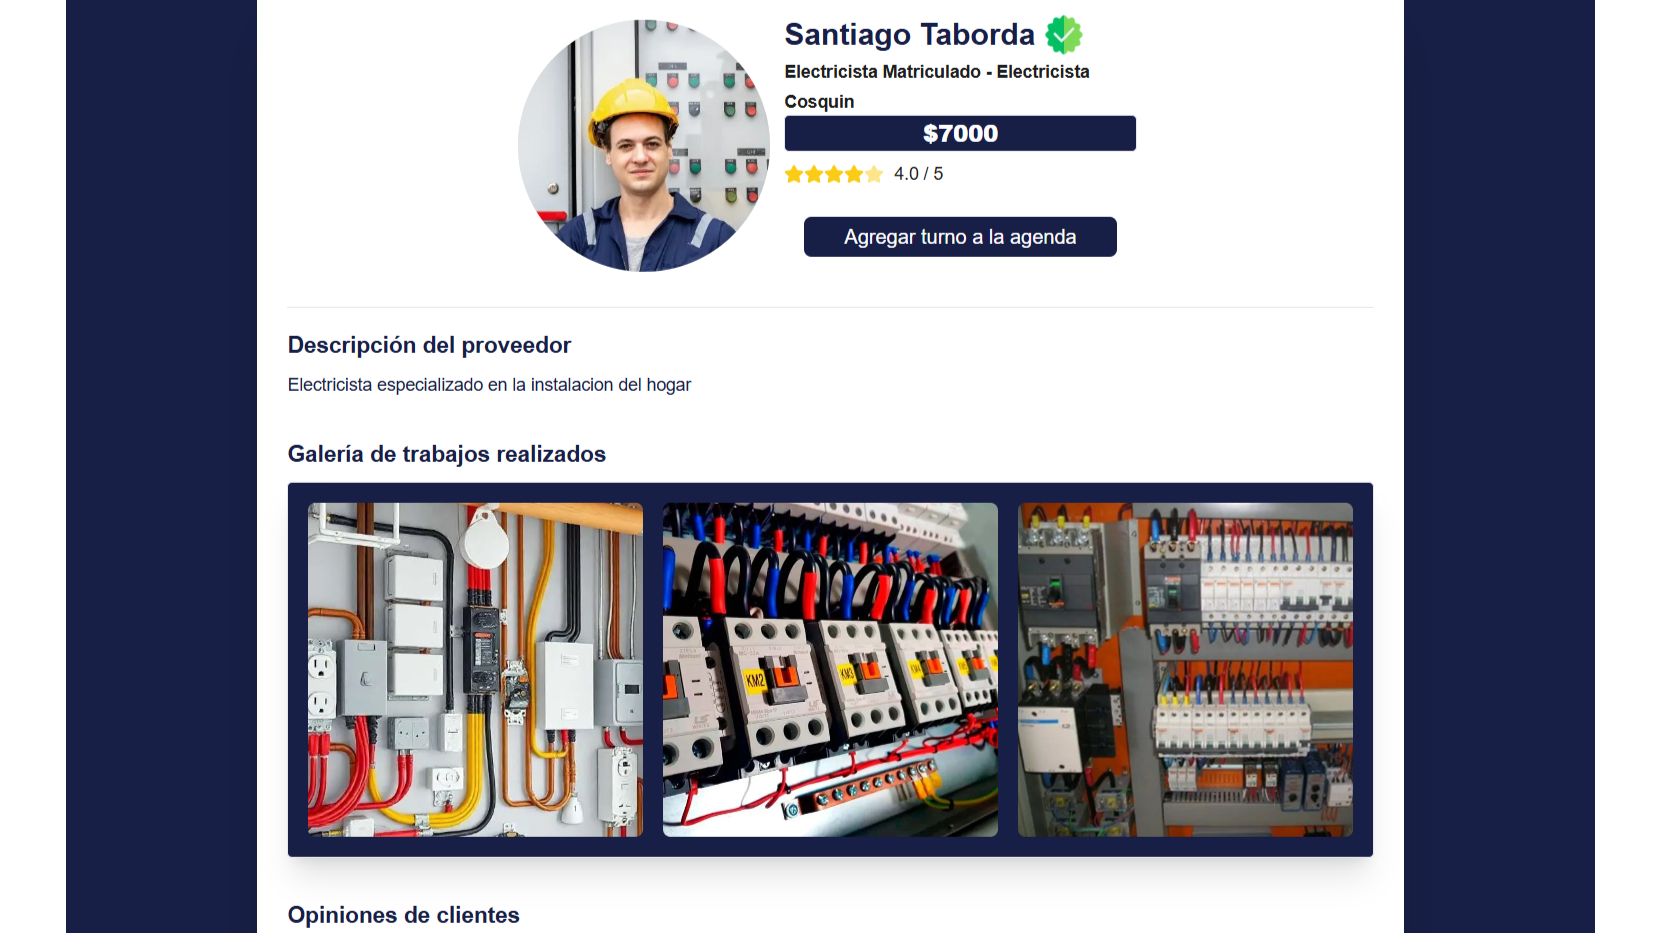 Santiago Taborda
Electricista Matriculado - Electricista
Cosquin
$7000
4.0 / 5
Agregar turno a la agenda
Descripción del proveedor
Electricista especializado en la instalacion del hogar
Galería de trabajos realizados
KM2
KM3
Opiniones de clientes